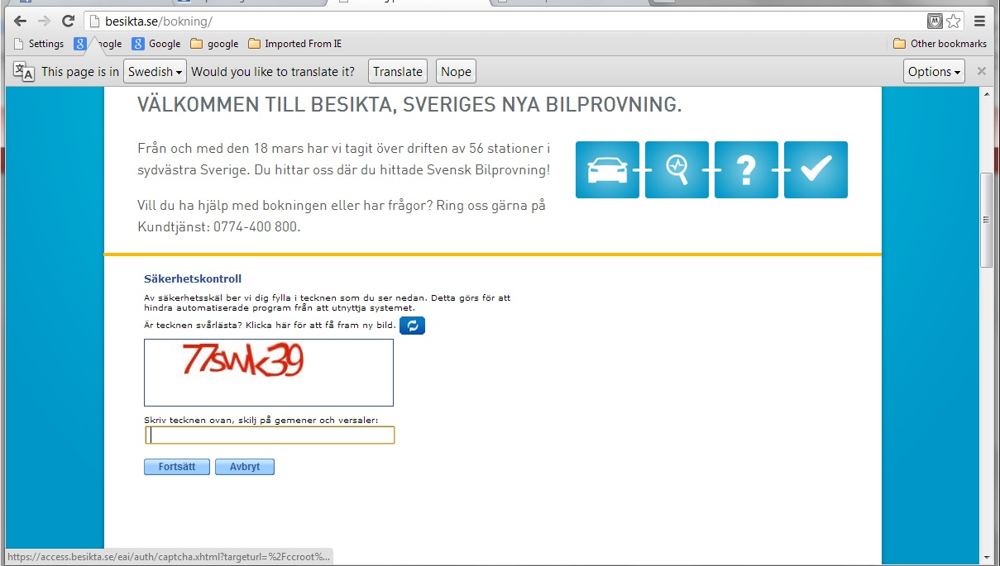 besikta.se/bokning/
Settings Google Google google Imported From IE Other bookmarks
This page is in Swedish Would you like to translate it? Translate Nope Options
VÄLKOMMEN TILL BESIKTA, SVERIGES NYA BILPROVNING.
Från och med den 18 mars har vi tagit över driften av 56 stationer i
sydvästra Sverige. Du hittar oss där du hittade Svensk Bilprovning!
Vill du ha hjälp med bokningen eller har frågor? Ring oss gärna på
Kundtjänst: 0774-400 800.
?
Säkerhetskontroll
Av säkerhetsskäl ber vi dig fylla i tecknen som du ser nedan. Detta görs för att
hindra automatiserade program från att utnyttja systemet.
Är tecknen svårlästa? Klicka här för att få fram ny bild.
77swk39
Skriv tecknen ovan, skilj på gemener och versaler:
Fortsätt Avbryt
https://access.besikta.se/eai/auth/captcha.xhtml?targeturl=%2Fccroot%...